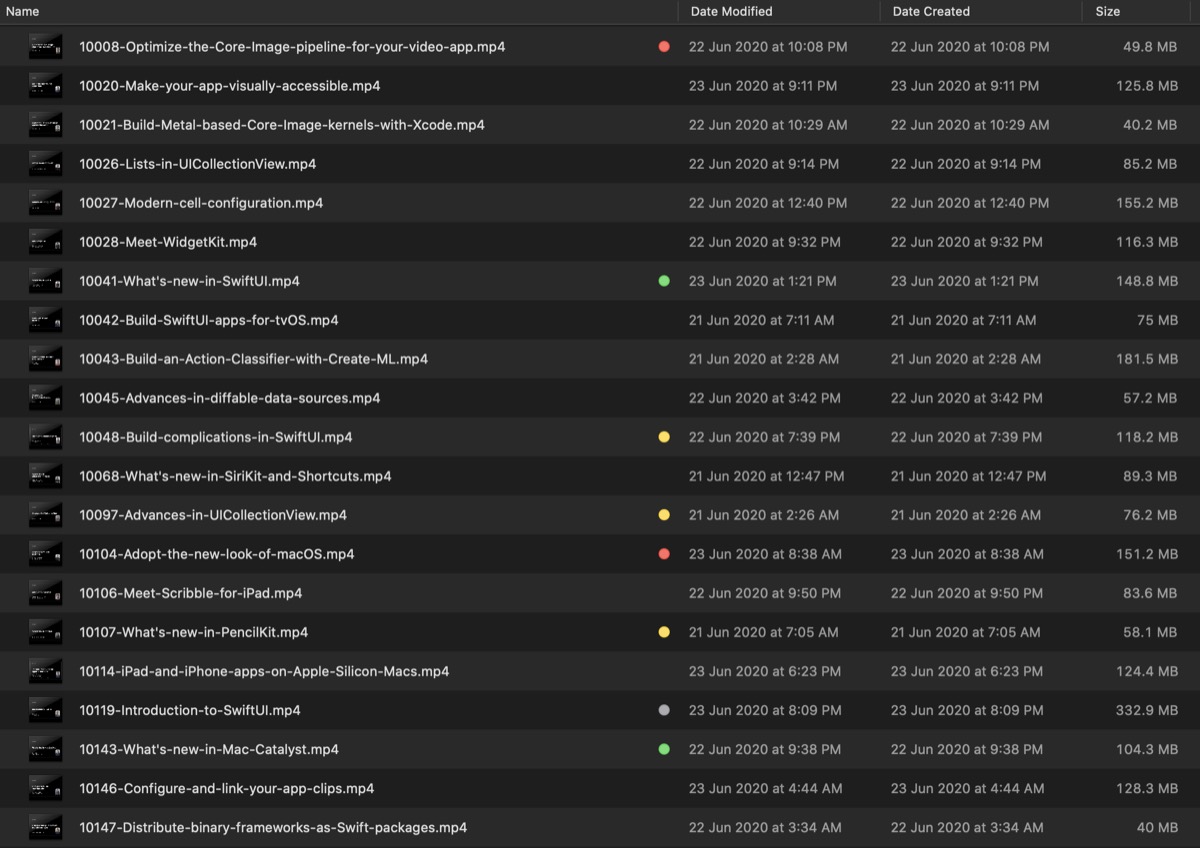 Name Date Modified Date Created Size
10008-Optimize-the-Core-Image-pipeline-for-your-video-app.mp4 22 Jun 2020 at 10:08 PM 22 Jun 2020 at 10:08 PM 49.8 MB
10020-Make-your-app-visually-accessible.mp4 23 Jun 2020 at 9:11 PM 23 Jun 2020 at 9:11 PM 125.8 MB
10021-Build-Metal-based-Core-Image-kernels-with-Xcode.mp4 22 Jun 2020 at 10:29 AM 22 Jun 2020 at 10:29 AM 40.2 MB
10026-Lists-in-UICollectionView.mp4 22 Jun 2020 at 9:14 PM 22 Jun 2020 at 9:14 PM 85.2 MB
10027-Modern-cell-configuration.mp4 22 Jun 2020 at 12:40 PM 22 Jun 2020 at 12:40 PM 155.2 MB
10028-Meet-WidgetKit.mp4 22 Jun 2020 at 9:32 PM 22 Jun 2020 at 9:32 PM 116.3 MB
10041-What's-new-in-SwiftUI.mp4 23 Jun 2020 at 1:21 PM 23 Jun 2020 at 1:21 PM 148.8 MB
10042-Build-SwiftUI-apps-for-tvOS.mp4 21 Jun 2020 at 7:11 AM 21 Jun 2020 at 7:11 AM 75 MB
10043-Build-an-Action-Classifier-with-Create-ML.mp4 21 Jun 2020 at 2:28 AM 21 Jun 2020 at 2:28 AM 181.5 MB
10045-Advances-in-diffable-data-sources.mp4 22 Jun 2020 at 3:42 PM 22 Jun 2020 at 3:42 PM 57.2 MB
10048-Build-complications-in-SwiftUI.mp4 22 Jun 2020 at 7:39 PM 22 Jun 2020 at 7:39 PM 118.2 MB
10068-What's-new-in-SiriKit-and-Shortcuts.mp4 21 Jun 2020 at 12:47 PM 21 Jun 2020 at 12:47 PM 89.3 MB
10097-Advances-in-UICollectionView.mp4 21 Jun 2020 at 2:26 AM 21 Jun 2020 at 2:26 AM 76.2 MB
10104-Adopt-the-new-look-of-macOS.mp4 23 Jun 2020 at 8:38 AM 23 Jun 2020 at 8:38 AM 151.2 MB
10106-Meet-Scribble-for-iPad.mp4 22 Jun 2020 at 9:50 PM 22 Jun 2020 at 9:50 PM 83.6 MB
10107-What's-new-in-PencilKit.mp4 21 Jun 2020 at 7:05 AM 21 Jun 2020 at 7:05 AM 58.1 MB
10114-iPad-and-iPhone-apps-on-Apple-Silicon-Macs.mp4 23 Jun 2020 at 6:23 PM 23 Jun 2020 at 6:23 PM 124.4 MB
10119-Introduction-to-SwiftUI.mp4 23 Jun 2020 at 8:09 PM 23 Jun 2020 at 8:09 PM 332.9 MB
10143-What's-new-in-Mac-Catalyst.mp4 22 Jun 2020 at 9:38 PM 22 Jun 2020 at 9:38 PM 104.3 MB
10146-Configure-and-link-your-app-clips.mp4 23 Jun 2020 at 4:44 AM 23 Jun 2020 at 4:44 AM 128.3 MB
10147-Distribute-binary-frameworks-as-Swift-packages.mp4 22 Jun 2020 at 3:34 AM 22 Jun 2020 at 3:34 AM 40 MB